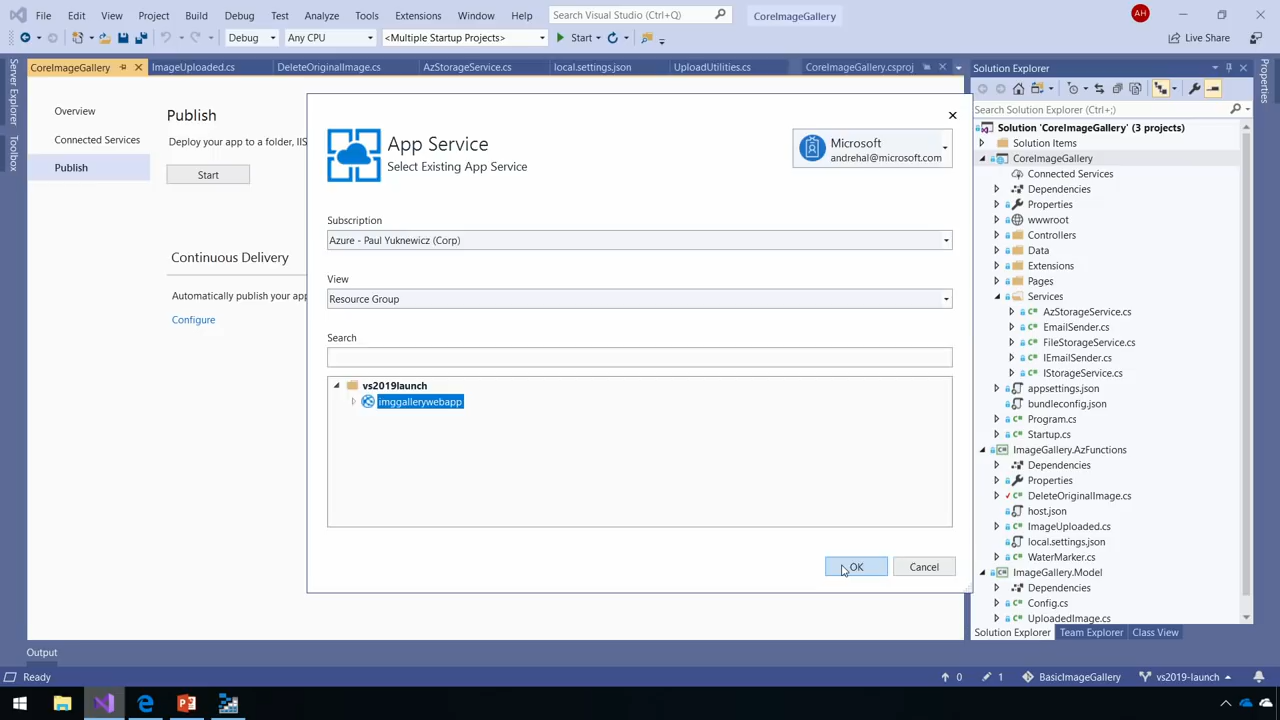 File Edit View Project Build Debug Test Analyze Tools Extensions Window Help Search Visual Studio (Ctrl+Q) CoreImageGallery AH
Debug Any CPU <Multiple Startup Projects> Start Live Share
Server Explorer
Toolbox
CoreImageGallery ImageUploaded.cs DeleteOriginalImage.cs AzStorageService.cs local.settings.json UploadUtilities.cs CoreImageGallery.csproj
Overview
Connected Services
Publish
Publish
Deploy your app to a folder, IIS
Start
Continuous Delivery
Automatically publish your app
Configure
App Service
Select Existing App Service
Microsoft
andrehal@microsoft.com
Subscription
Azure - Paul Yuknewicz (Corp)
View
Resource Group
Search
vs2019launch
imggallerywebapp
OK Cancel
Solution Explorer
Search Solution Explorer (Ctrl+;)
Solution 'CoreImageGallery' (3 projects)
Solution Items
CoreImageGallery
Connected Services
Dependencies
Properties
wwwroot
Controllers
Data
Extensions
Pages
Services
AzStorageService.cs
EmailSender.cs
FileStorageService.cs
IEmailSender.cs
IStorageService.cs
appsettings.json
bundleconfig.json
Program.cs
Startup.cs
ImageGallery.AzFunctions
Dependencies
Properties
DeleteOriginalImage.cs
host.json
ImageUploaded.cs
local.settings.json
WaterMarker.cs
ImageGallery.Model
Dependencies
Config.cs
UploadedImage.cs
Solution Explorer Team Explorer Class View
Properties
Output
Ready 0 1 BasicImageGallery vs2019-launch